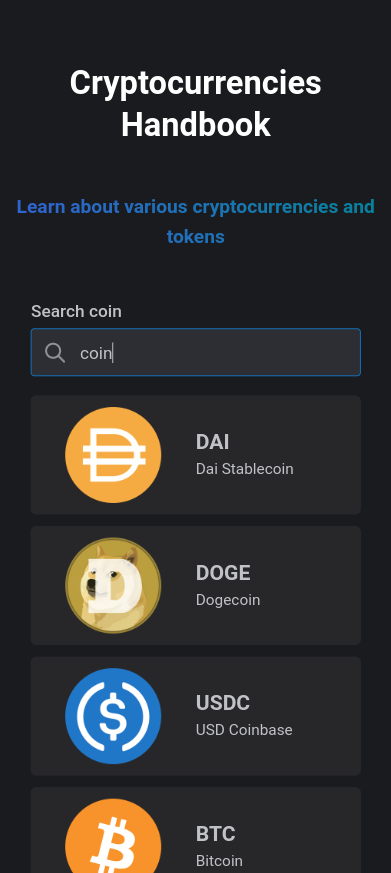 Cryptocurrencies
Handbook
Learn about various cryptocurrencies and
tokens
Search coin
coin
DAI
Dai Stablecoin
DOGE
Dogecoin
USDC
USD Coinbase
BTC
Bitcoin